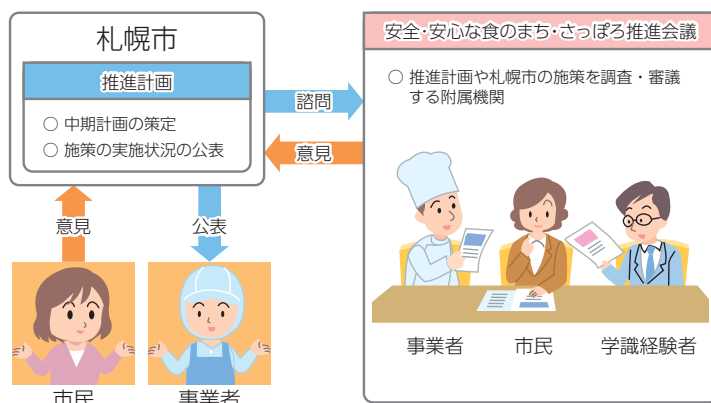 札幌市
推進計画
○ 中期計画の策定
○ 施策の実施状況の公表
諮問
意見
安全・安心な食のまち・さっぽろ推進会議
○ 推進計画や札幌市の施策を調査・審議
する附属機関
事業者
市民
学識経験者
意見
公表
市民
事業者